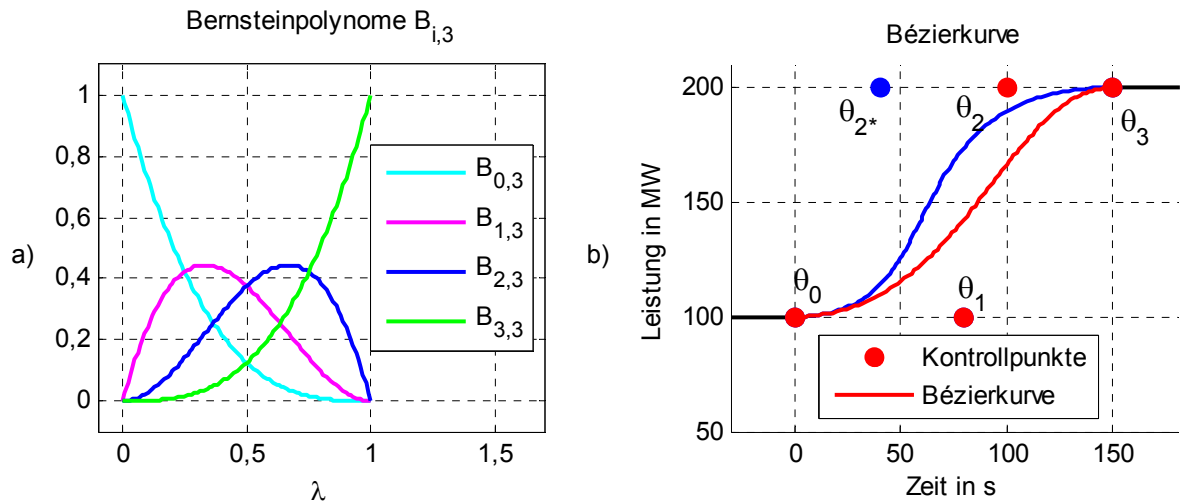 Bernsteinpolynome B_{i,3}
a)
1
0,8
0,6
0,4
0,2
0
0
0,5
1
1,5
λ
B_{0,3}
B_{1,3}
B_{2,3}
B_{3,3}
Bézierkurve
b)
Leistung in MW
200
150
100
50
0
50
100
150
Zeit in s
θ_{2*}
θ_2
θ_3
θ_0
θ_1
Kontrollpunkte
Bézierkurve